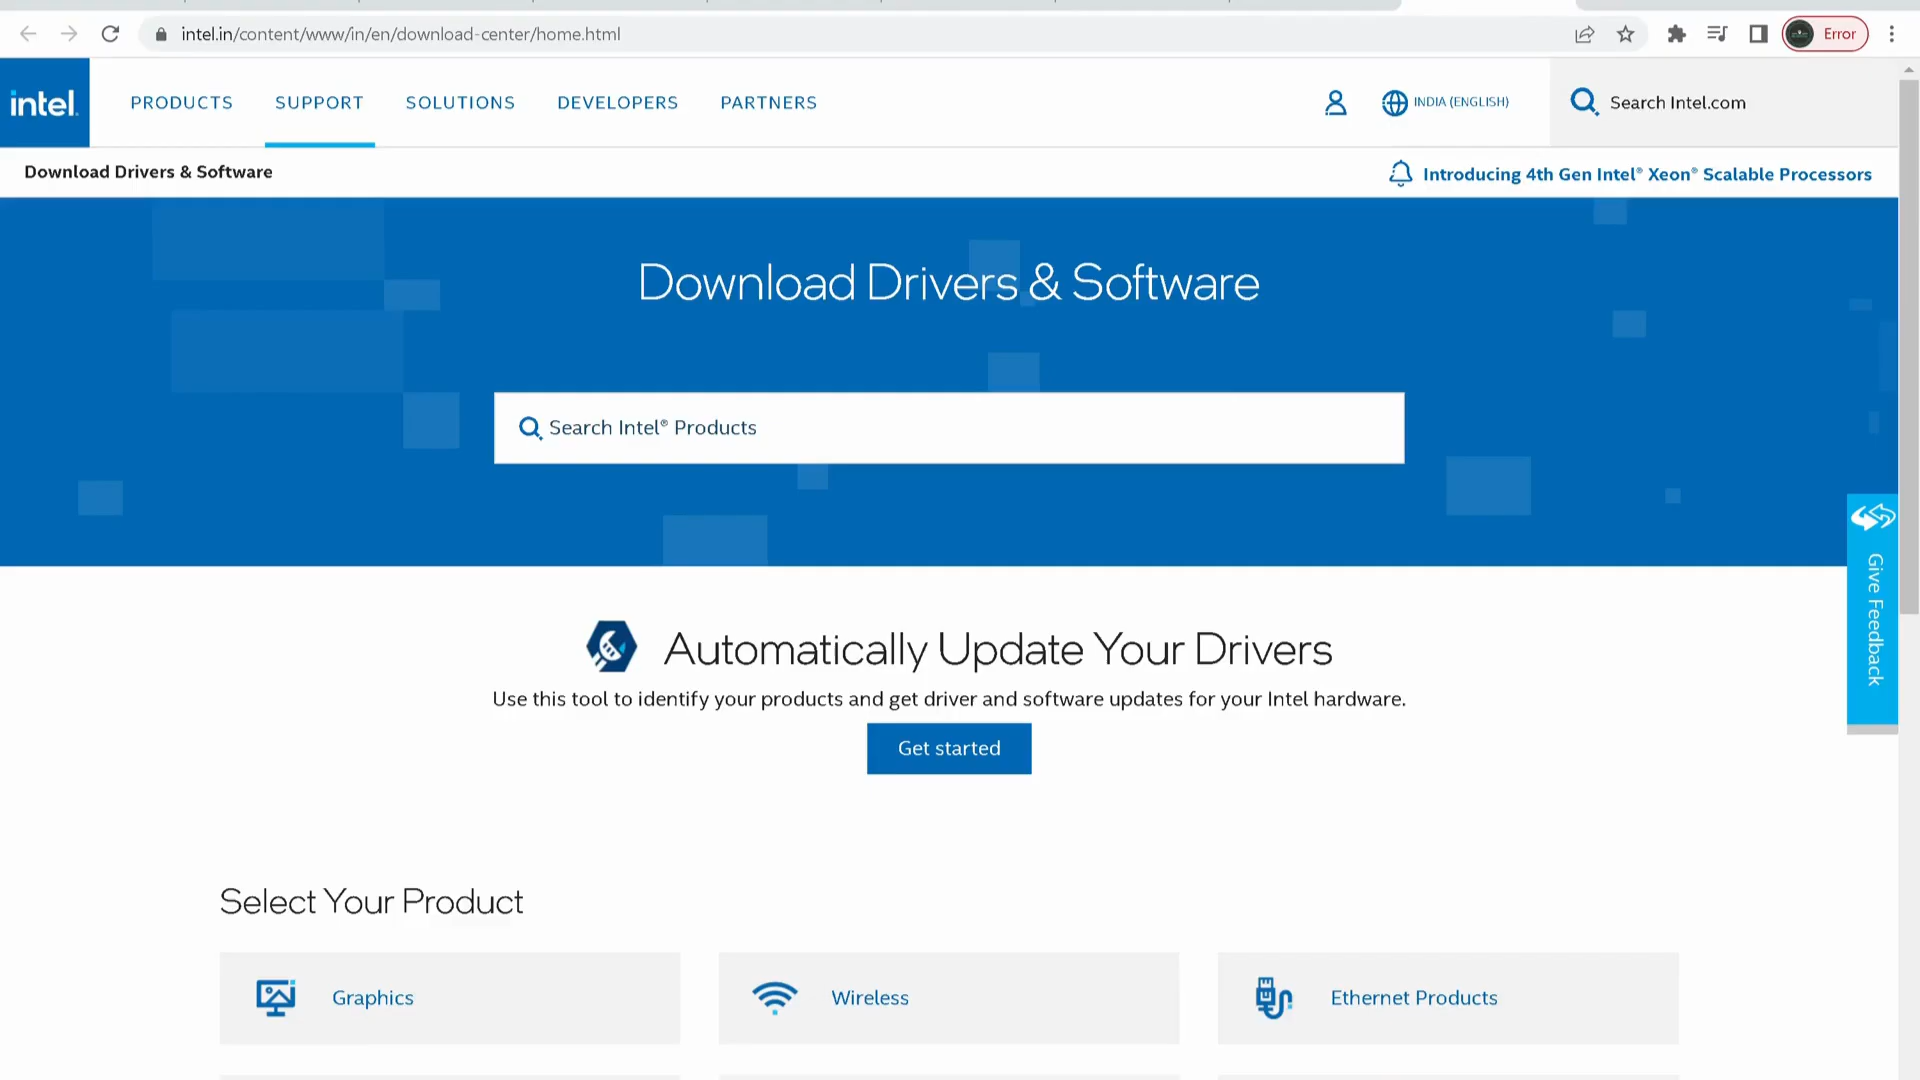 intel.in/content/www/in/en/download-center/home.html
Error
intel.
PRODUCTS
SUPPORT
SOLUTIONS
DEVELOPERS
PARTNERS
INDIA (ENGLISH)
Search Intel.com
Download Drivers & Software
Introducing 4th Gen Intel® Xeon® Scalable Processors
Download Drivers & Software
Search Intel® Products
Give Feedback
Automatically Update Your Drivers
Use this tool to identify your products and get driver and software updates for your Intel hardware.
Get started
Select Your Product
Graphics
Wireless
Ethernet Products